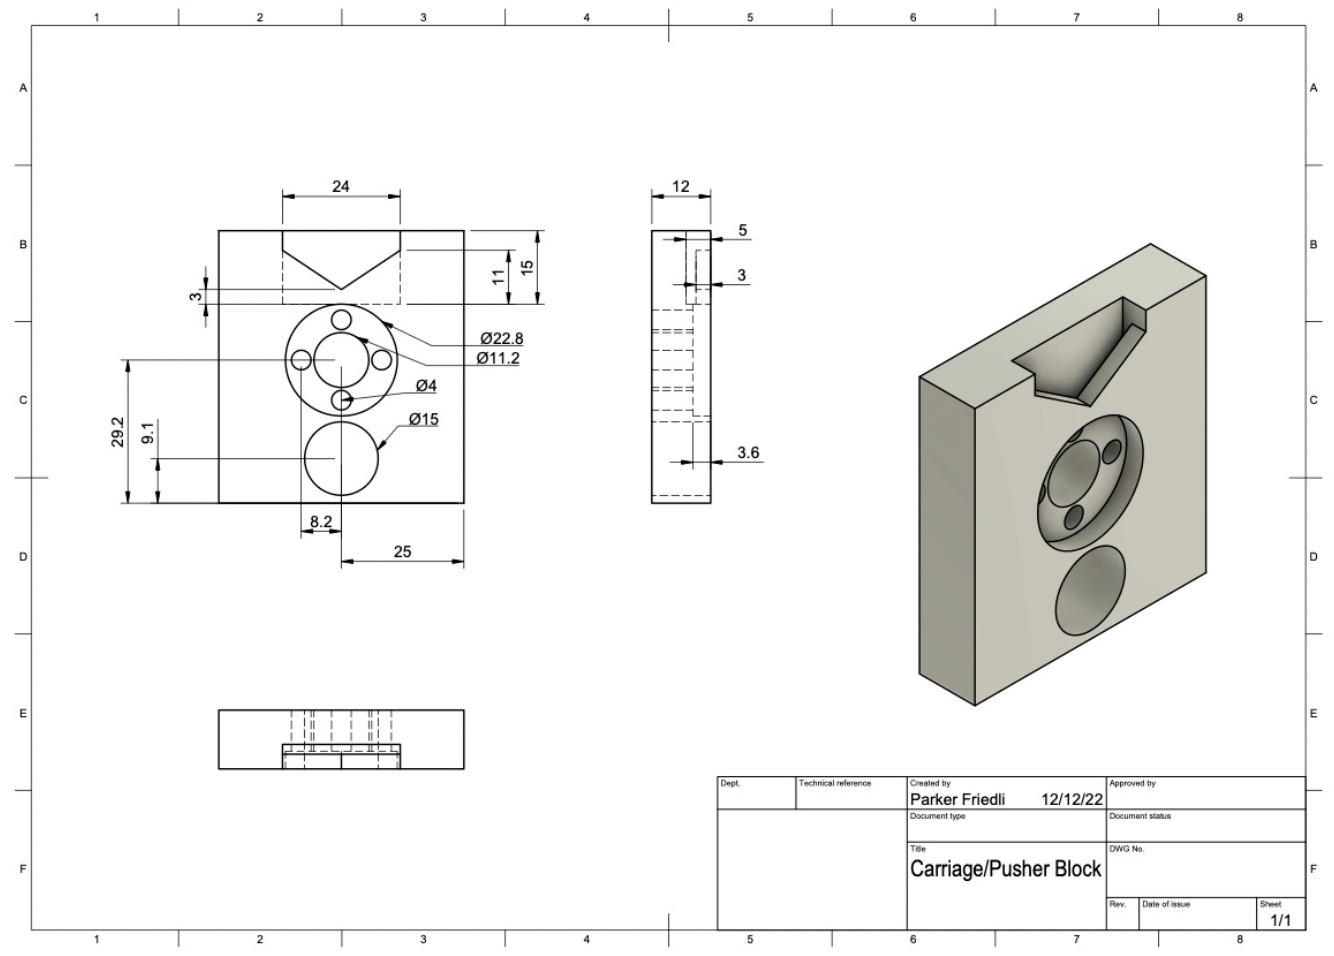 1 2 3 4 5 6 7 8
A A
24 12
B 5 B
15
11
3
3
Ø22.8
Ø11.2
Ø4
C C
Ø15
29.2
9.1
3.6
8.2
25
D D
E E
Dept. Technical reference Created by Approved by
Parker Friedli 12/12/22
Document type Document status
Title DWG No.
Carriage/Pusher Block
F F
Rev. Date of issue Sheet
1/1
1 2 3 4 5 6 7 8